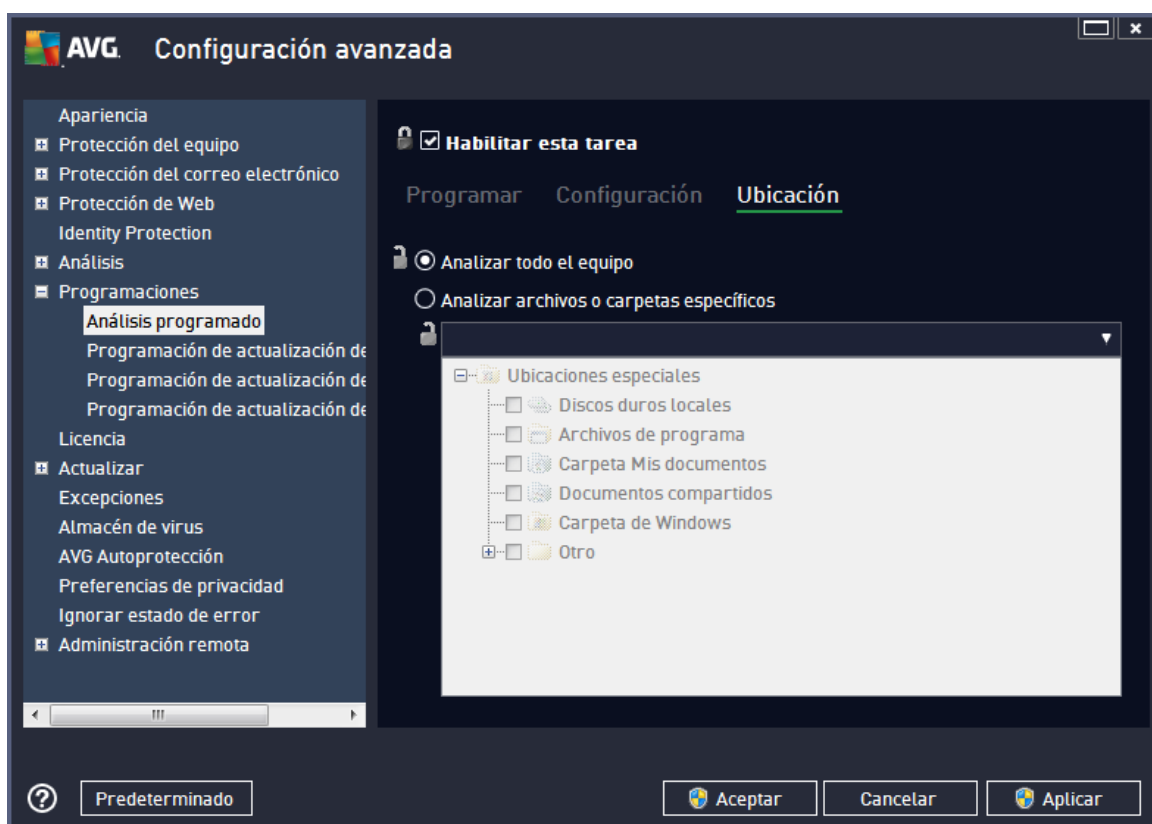 AVG. Configuración avanzada
Apariencia
Protección del equipo
Protección del correo electrónico
Protección de Web
Identity Protection
Análisis
Programaciones
Análisis programado
Programación de actualización de
Programación de actualización de
Programación de actualización de
Licencia
Actualizar
Excepciones
Almacén de virus
AVG Autoprotección
Preferencias de privacidad
Ignorar estado de error
Administración remota
Habilitar esta tarea
Programar Configuración Ubicación
Analizar todo el equipo
Analizar archivos o carpetas específicos
Ubicaciones especiales
Discos duros locales
Archivos de programa
Carpeta Mis documentos
Documentos compartidos
Carpeta de Windows
Otro
Predeterminado
Aceptar
Cancelar
Aplicar